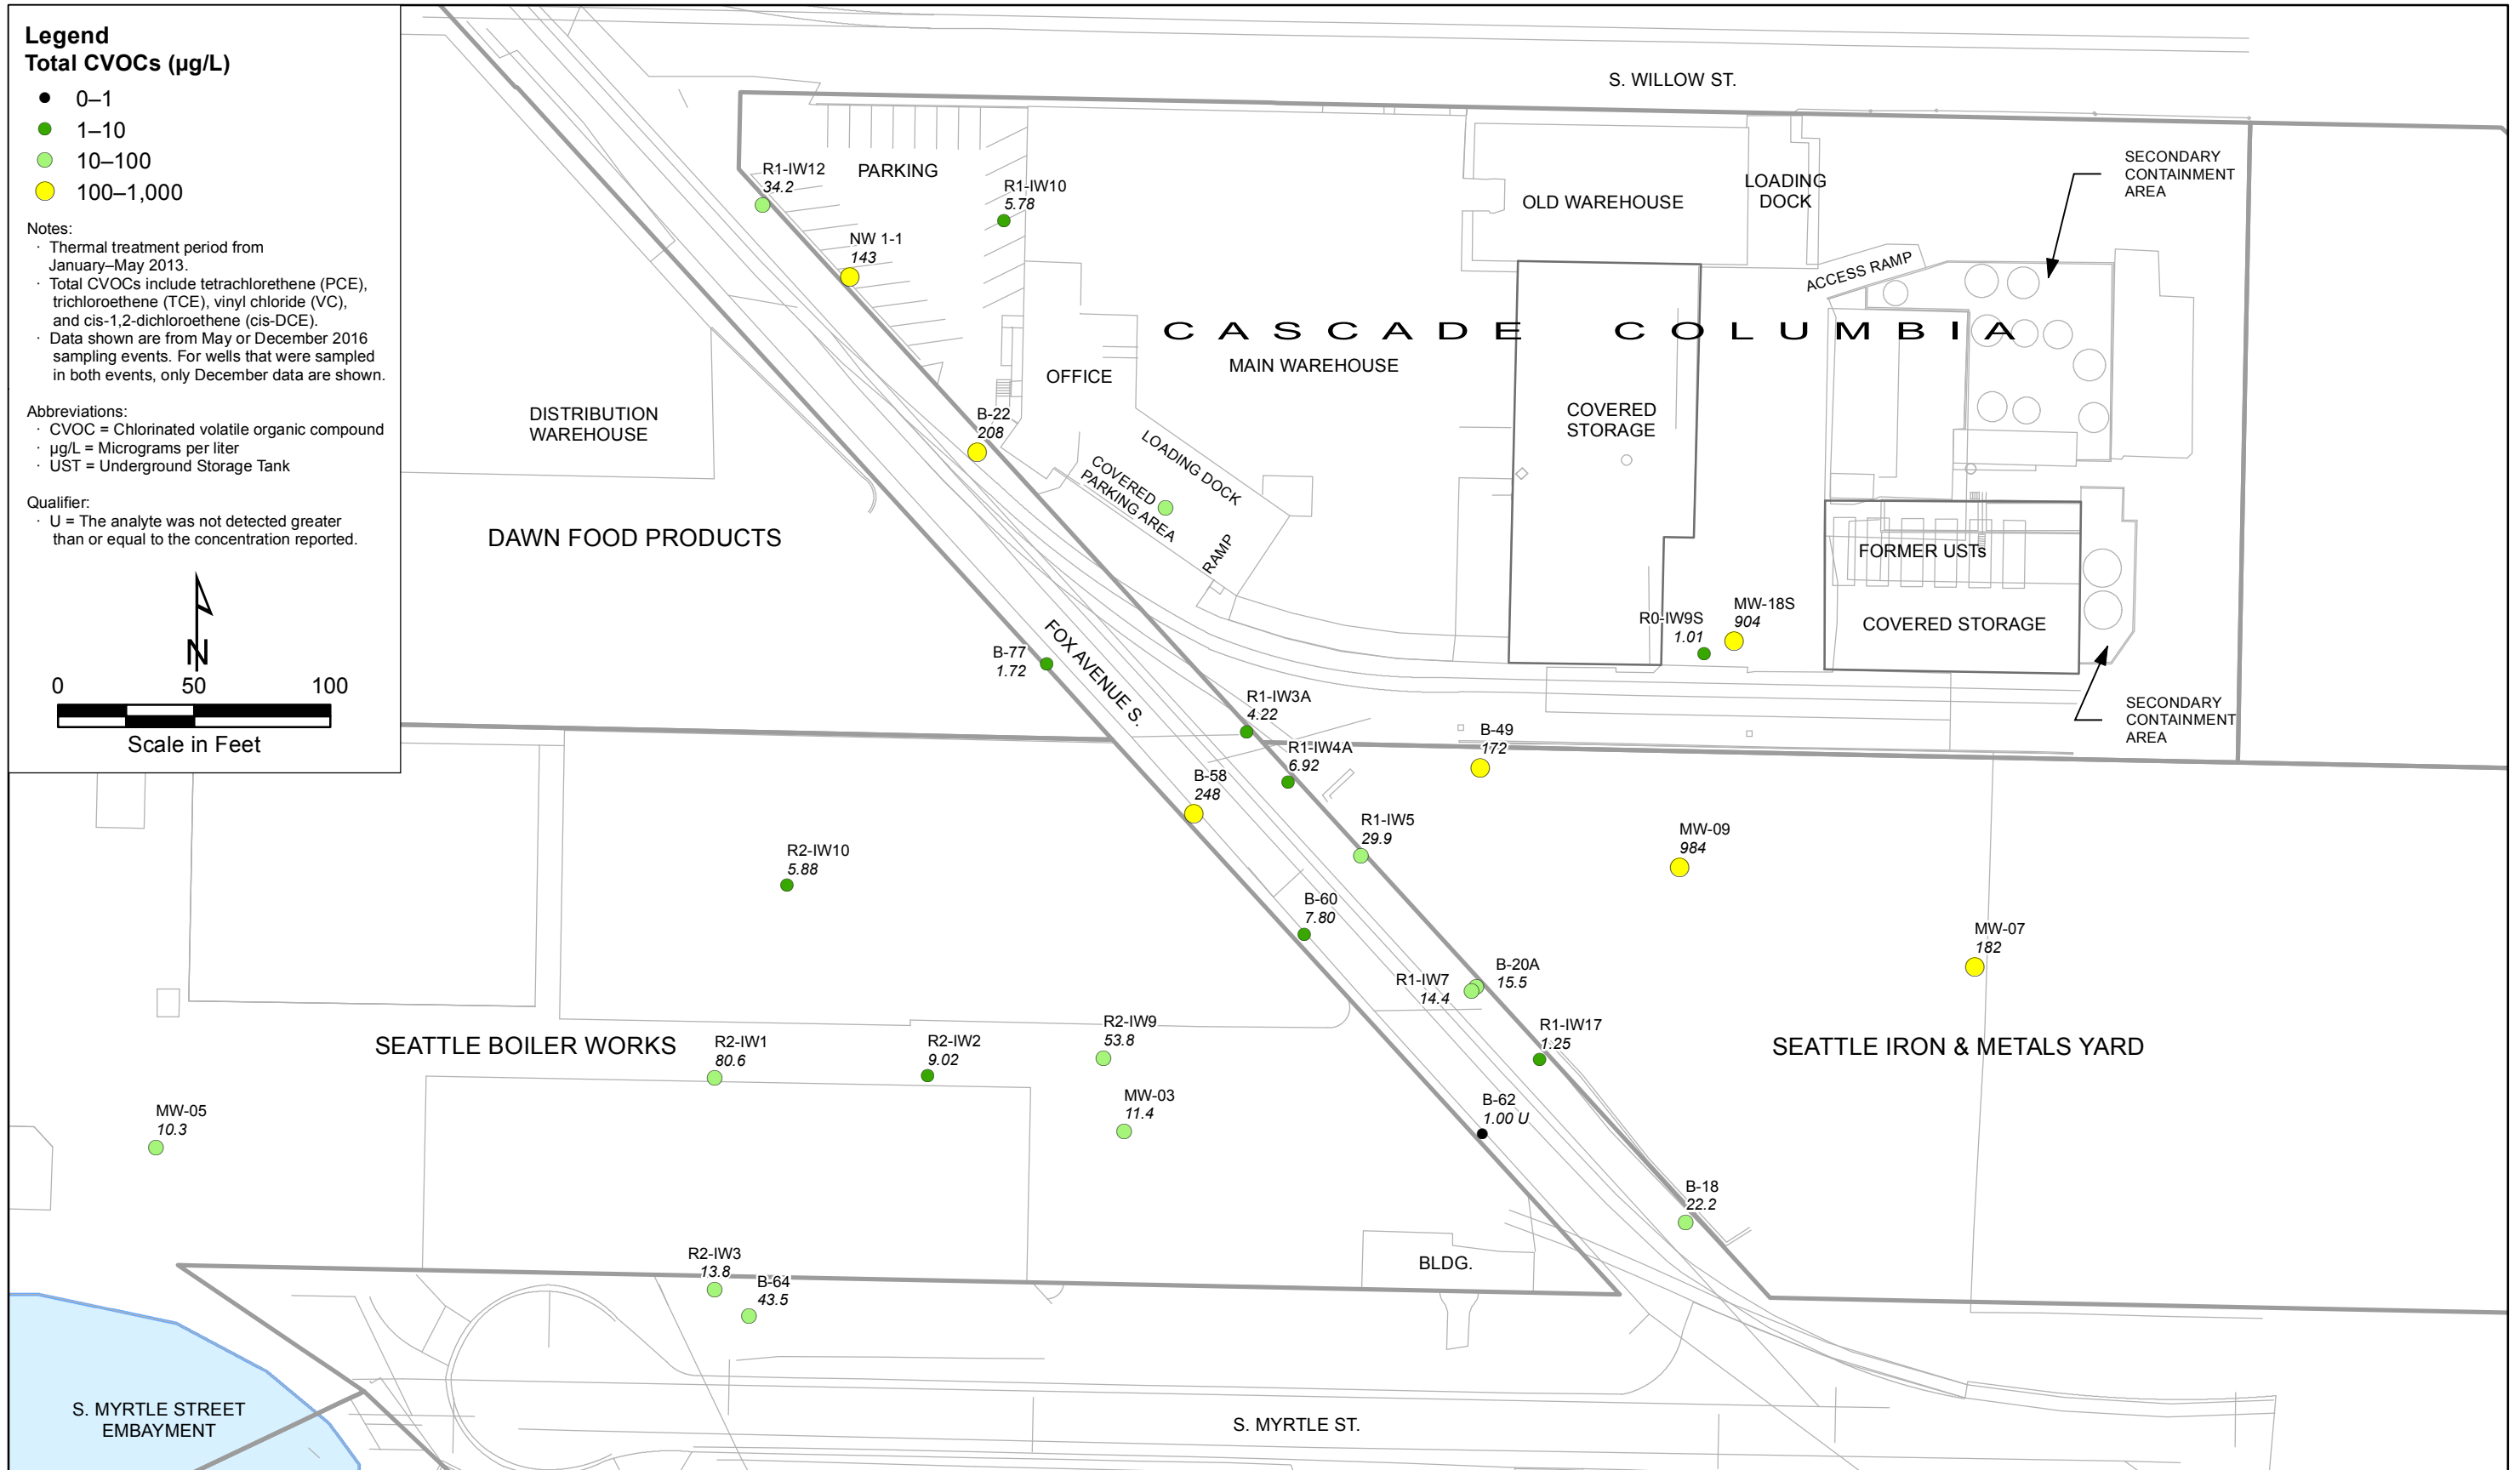 Legend
Total CVOCs (µg/L)
0–1
1–10
10–100
100–1,000
Notes:
· Thermal treatment period from
January–May 2013.
· Total CVOCs include tetrachlorethene (PCE),
trichloroethene (TCE), vinyl chloride (VC),
and cis-1,2-dichloroethene (cis-DCE).
· Data shown are from May or December 2016
sampling events. For wells that were sampled
in both events, only December data are shown.
Abbreviations:
· CVOC = Chlorinated volatile organic compound
· µg/L = Micrograms per liter
· UST = Underground Storage Tank
Qualifier:
· U = The analyte was not detected greater
than or equal to the concentration reported.
N
0 50 100
Scale in Feet
S. WILLOW ST.
R1-IW12
34.2
PARKING
R1-IW10
5.78
NW 1-1
143
OLD WAREHOUSE
LOADING
DOCK
SECONDARY
CONTAINMENT
AREA
ACCESS RAMP
CASCADE COLUMBIA
MAIN WAREHOUSE
OFFICE
DISTRIBUTION
WAREHOUSE
B-22
208
COVERED
STORAGE
LOADING DOCK
COVERED
PARKING AREA
RAMP
DAWN FOOD PRODUCTS
FORMER USTs
COVERED STORAGE
R0-IW9S
1.01
MW-18S
904
B-77
1.72
FOX AVENUE S.
R1-IW3A
4.22
SECONDARY
CONTAINMENT
AREA
R1-IW4A
6.92
B-49
172
B-58
248
R1-IW5
29.9
MW-09
984
R2-IW10
5.88
B-60
7.80
MW-07
182
R1-IW7
14.4
B-20A
15.5
SEATTLE BOILER WORKS
R2-IW1
80.6
R2-IW2
9.02
R2-IW9
53.8
R1-IW17
1.25
SEATTLE IRON & METALS YARD
MW-05
10.3
MW-03
11.4
B-62
1.00 U
B-18
22.2
R2-IW3
13.8
B-64
43.5
BLDG.
S. MYRTLE STREET
EMBAYMENT
S. MYRTLE ST.